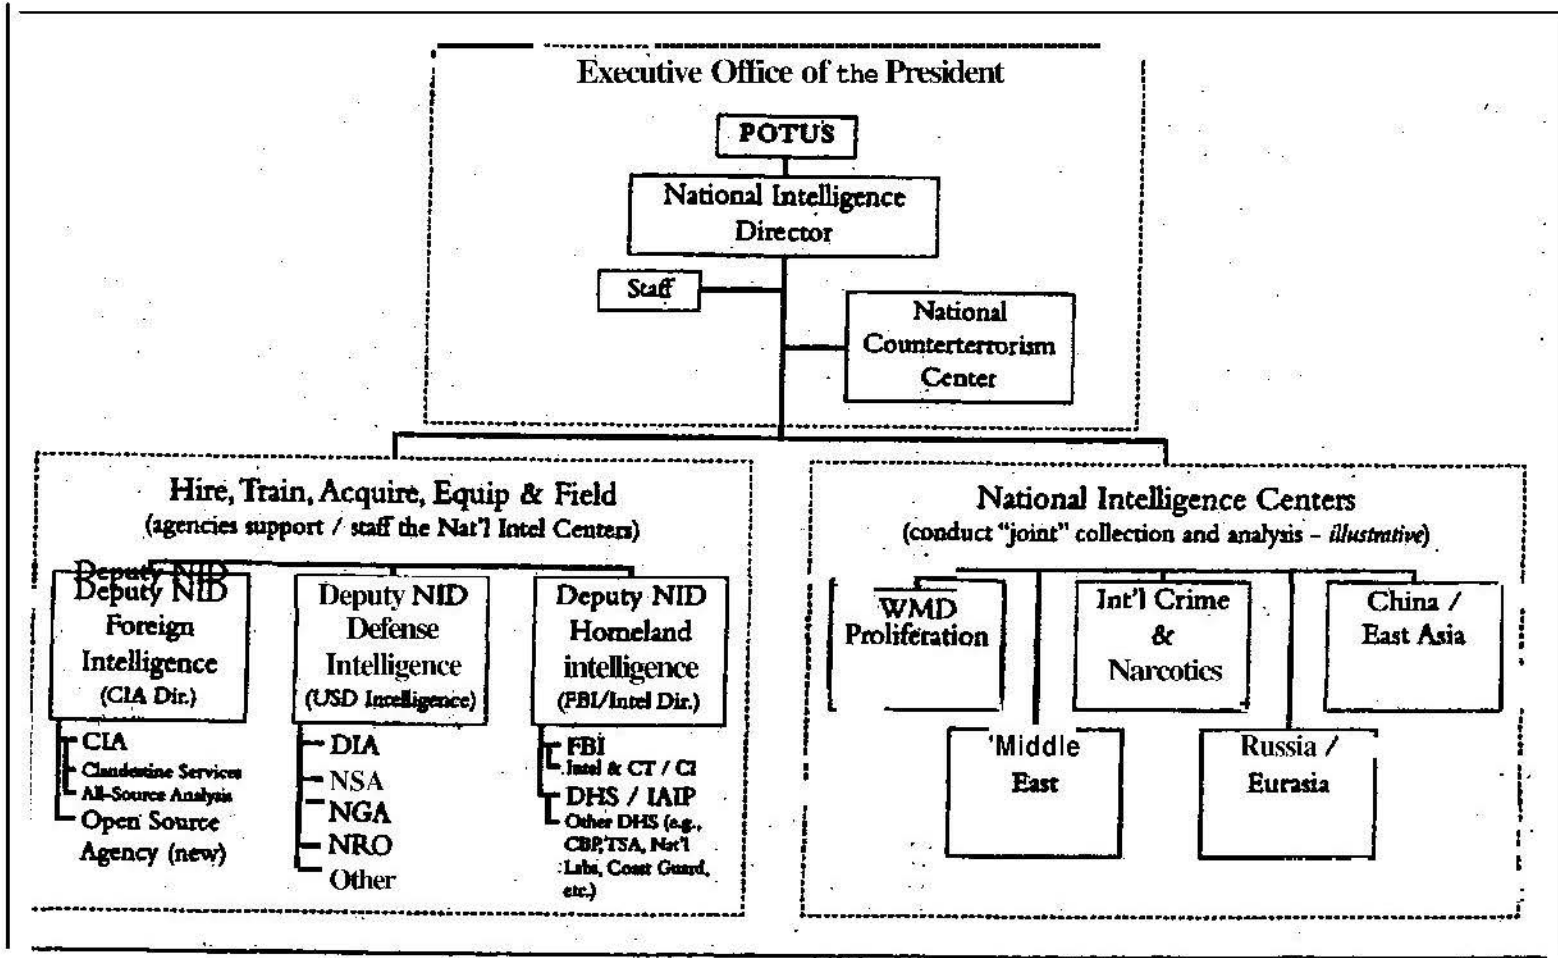 Executive Office of the President
POTUS
National Intelligence
Director
Staff
National
Counterterrorism
Center
Hire, Train, Acquire, Equip & Field
(agencies support / staff the Nat'l Intel Centers)
Deputy NID
Deputy NID
Foreign
Intelligence
(CIA Dir.)
CIA
Clandestine Services
All-Source Analysis
Open Source
Agency (new)
Deputy NID
Defense
Intelligence
(USD Intelligence)
DIA
NSA
NGA
NRO
Other
Deputy NID
Homeland
intelligence
(FBI/Intel Dir.)
FBI
Intel & CT / CI
DHS / IAIP
Other DHS (e.g.,
CBP, TSA, Nat'l
Labs, Coast Guard,
etc.)
National Intelligence Centers
(conduct "joint" collection and analysis – illustrative)
WMD
Proliferation
Int'l Crime
&
Narcotics
China /
East Asia
'Middle
East
Russia /
Eurasia